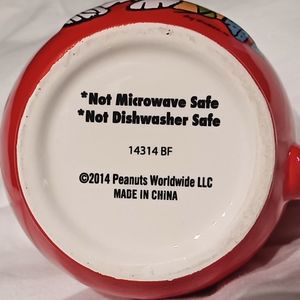 *Not Microwave Safe
*Not Dishwasher Safe
14314 BF
©2014 Peanuts Worldwide LLC
MADE IN CHINA